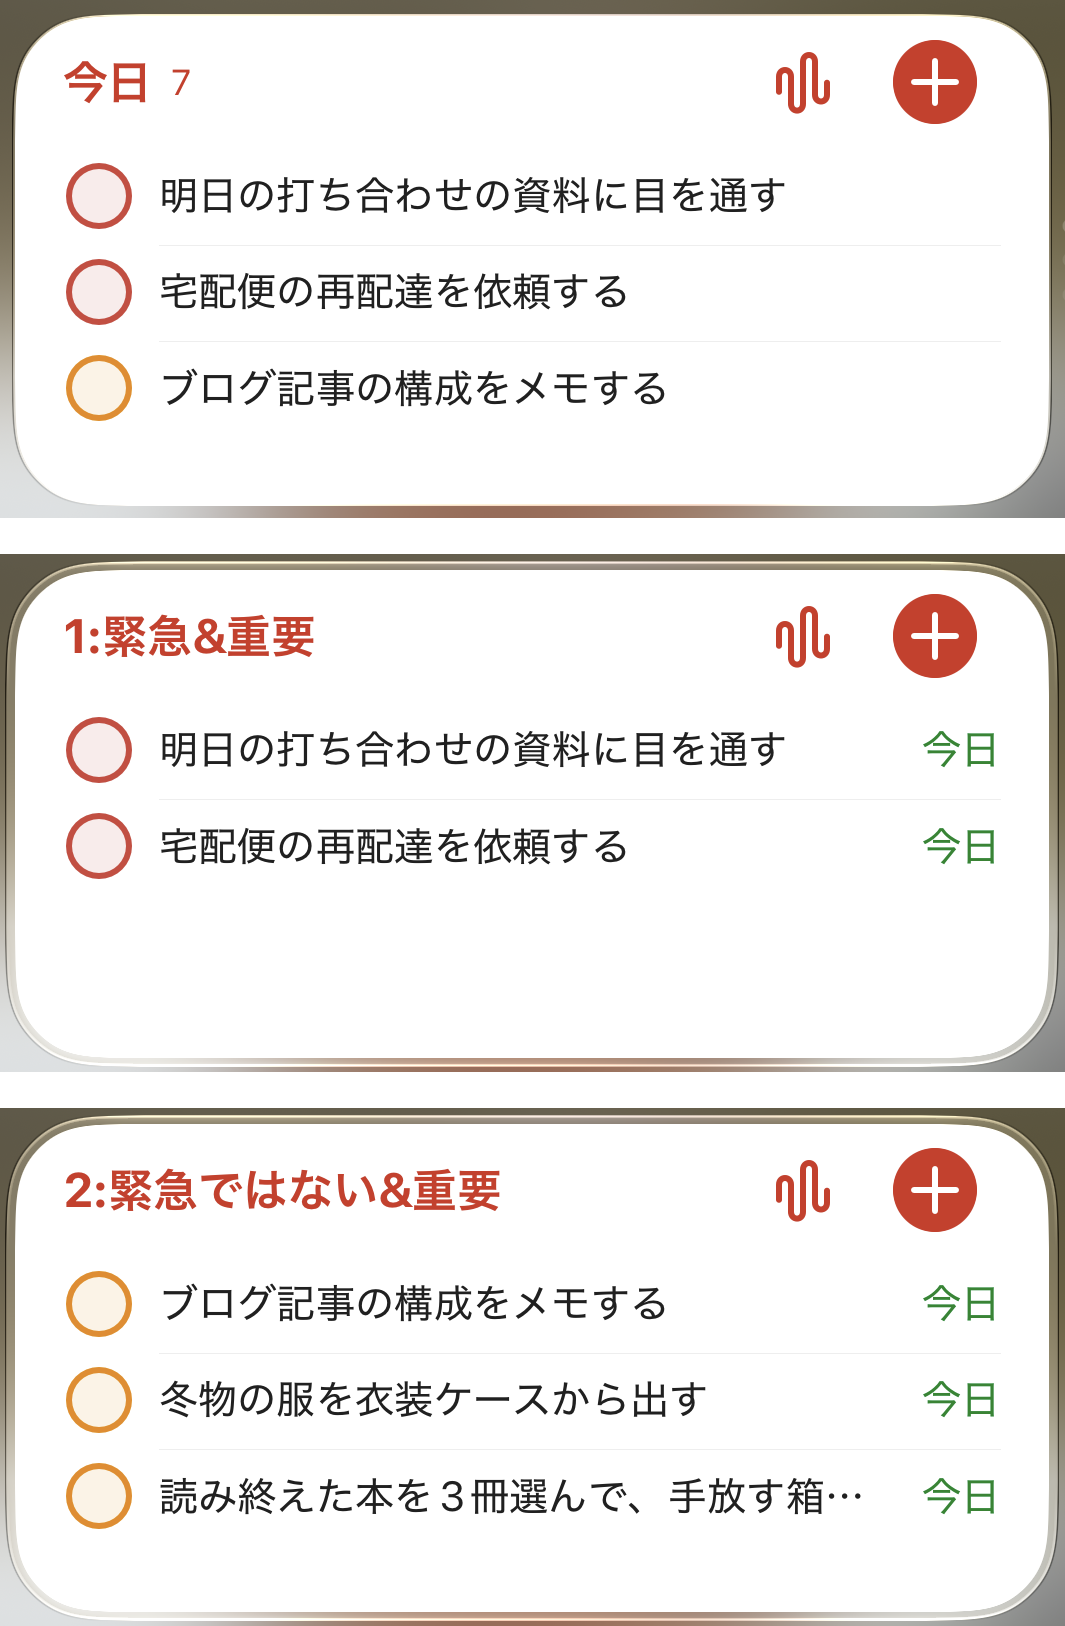 今日 7
明日の打ち合わせの資料に目を通す
宅配便の再配達を依頼する
ブログ記事の構成をメモする
1:緊急&重要
明日の打ち合わせの資料に目を通す 今日
宅配便の再配達を依頼する 今日
2:緊急ではない&重要
ブログ記事の構成をメモする 今日
冬物の服を衣装ケースから出す 今日
読み終えた本を３冊選んで、手放す箱… 今日